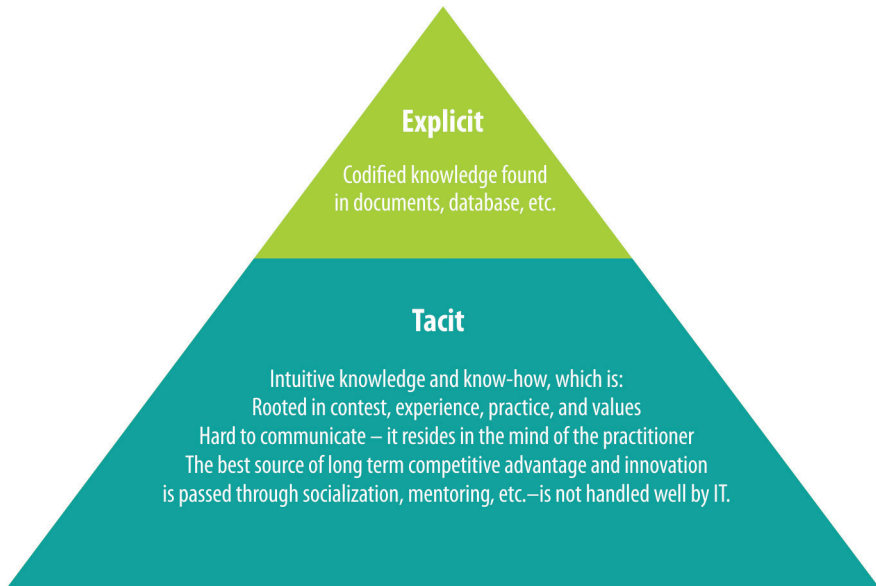 Explicit
Codified knowledge found
in documents, database, etc.
Tacit
Intuitive knowledge and know-how, which is:
Rooted in contest, experience, practice, and values
Hard to communicate – it resides in the mind of the practitioner
The best source of long term competitive advantage and innovation
is passed through socialization, mentoring, etc.–is not handled well by IT.